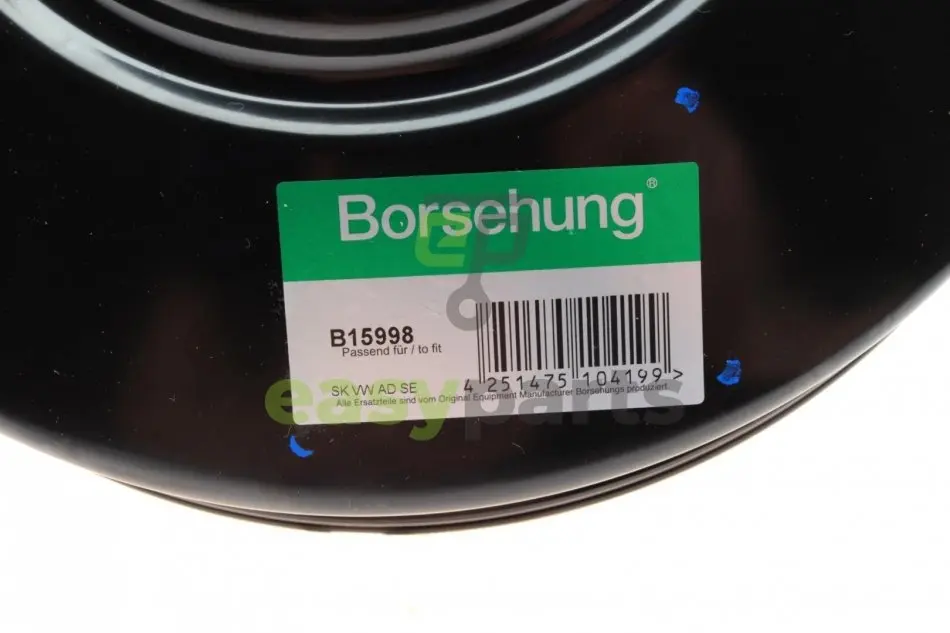 Borsehung®
B15998
Passend für / to fit
SK VW AD SE
4 251475 104199 >
Alle Ersatzteile sind vom Original Equipment Manufacturer Borsehungs produziert
easyparts